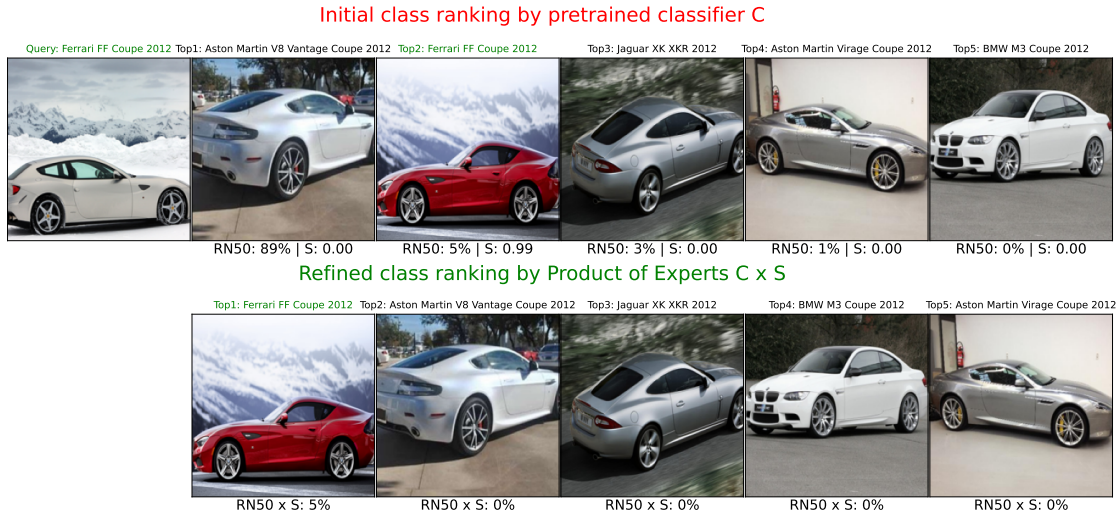 Initial class ranking by pretrained classifier C
Query: Ferrari FF Coupe 2012 Top1: Aston Martin V8 Vantage Coupe 2012 Top2: Ferrari FF Coupe 2012 Top3: Jaguar XK XKR 2012 Top4: Aston Martin Virage Coupe 2012 Top5: BMW M3 Coupe 2012
RN50: 89% | S: 0.00 RN50: 5% | S: 0.99 RN50: 3% | S: 0.00 RN50: 1% | S: 0.00 RN50: 0% | S: 0.00
Refined class ranking by Product of Experts C x S
Top1: Ferrari FF Coupe 2012 Top2: Aston Martin V8 Vantage Coupe 2012 Top3: Jaguar XK XKR 2012 Top4: BMW M3 Coupe 2012 Top5: Aston Martin Virage Coupe 2012
RN50 x S: 5% RN50 x S: 0% RN50 x S: 0% RN50 x S: 0% RN50 x S: 0%